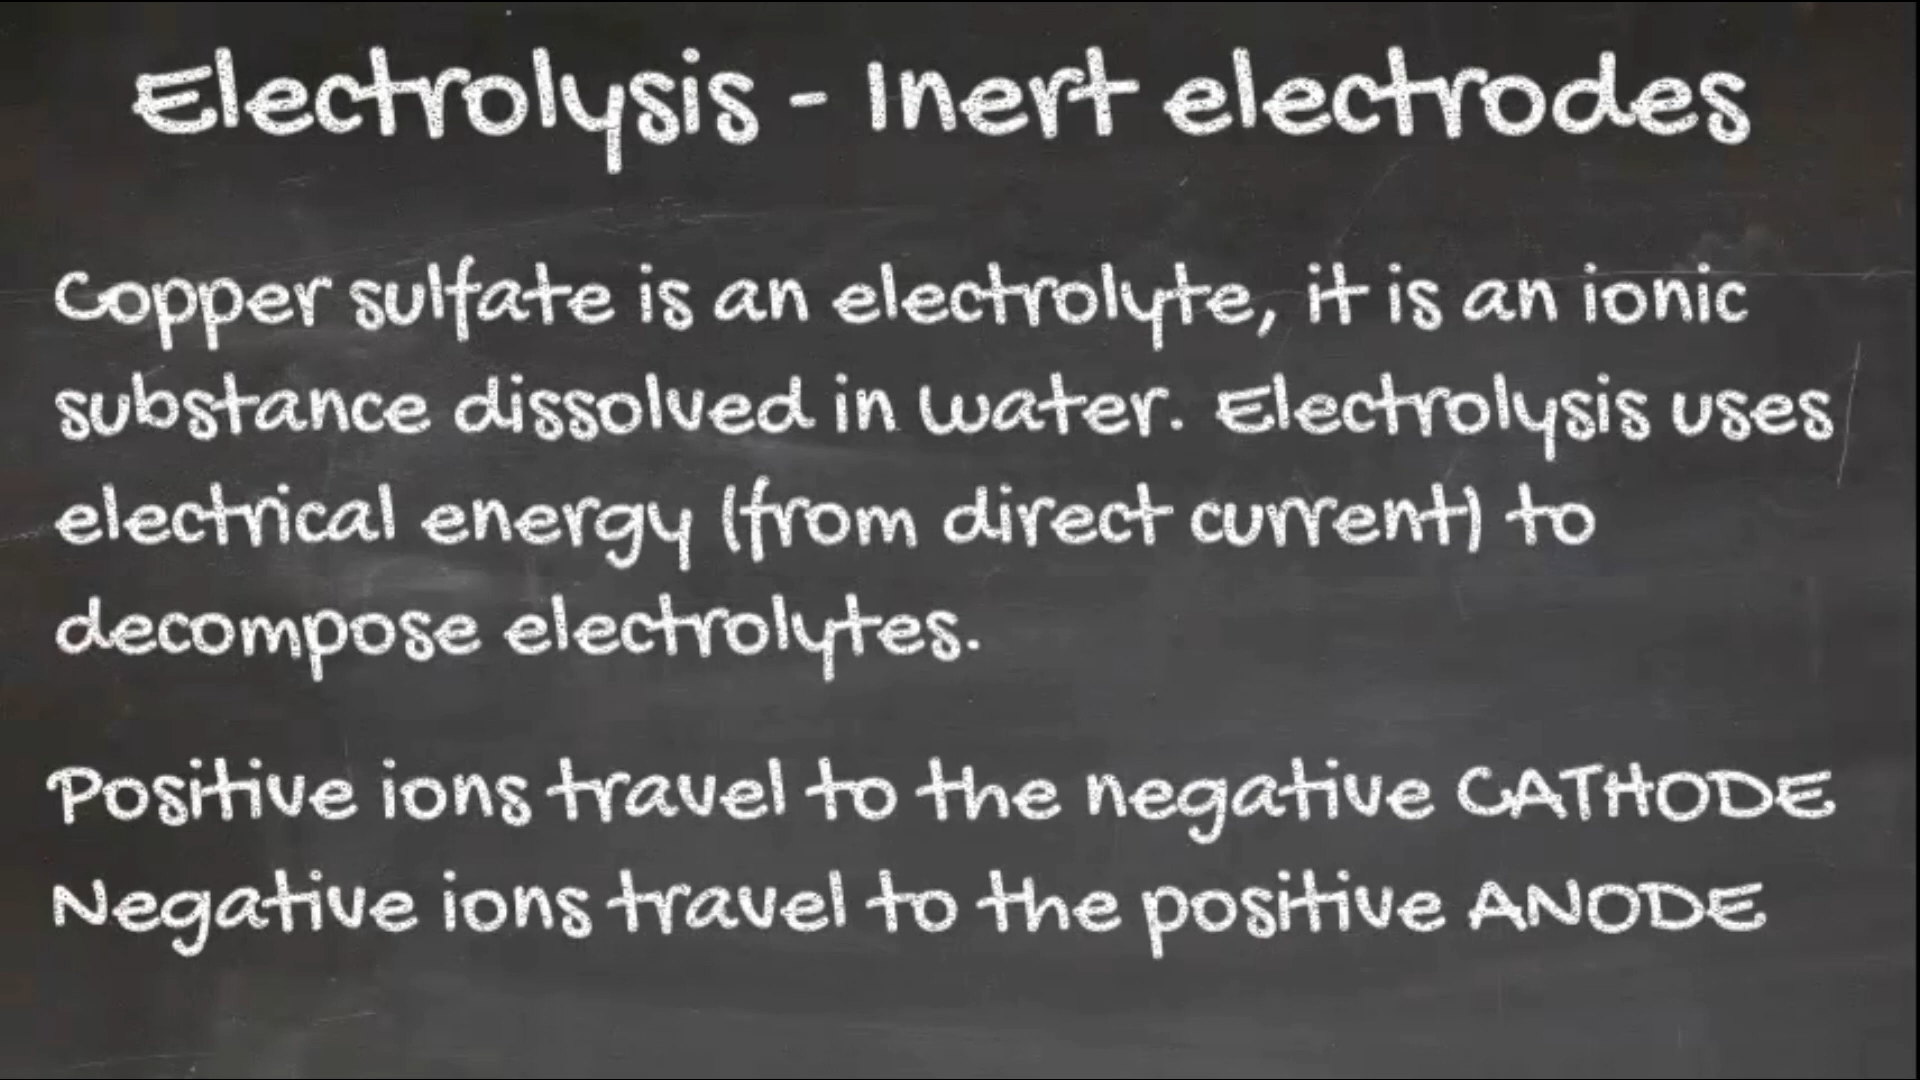 Electrolysis - Inert electrodes
Copper sulfate is an electrolyte, it is an ionic
substance dissolved in water. Electrolysis uses
electrical energy (from direct current) to
decompose electrolytes.
Positive ions travel to the negative CATHODE
Negative ions travel to the positive ANODE